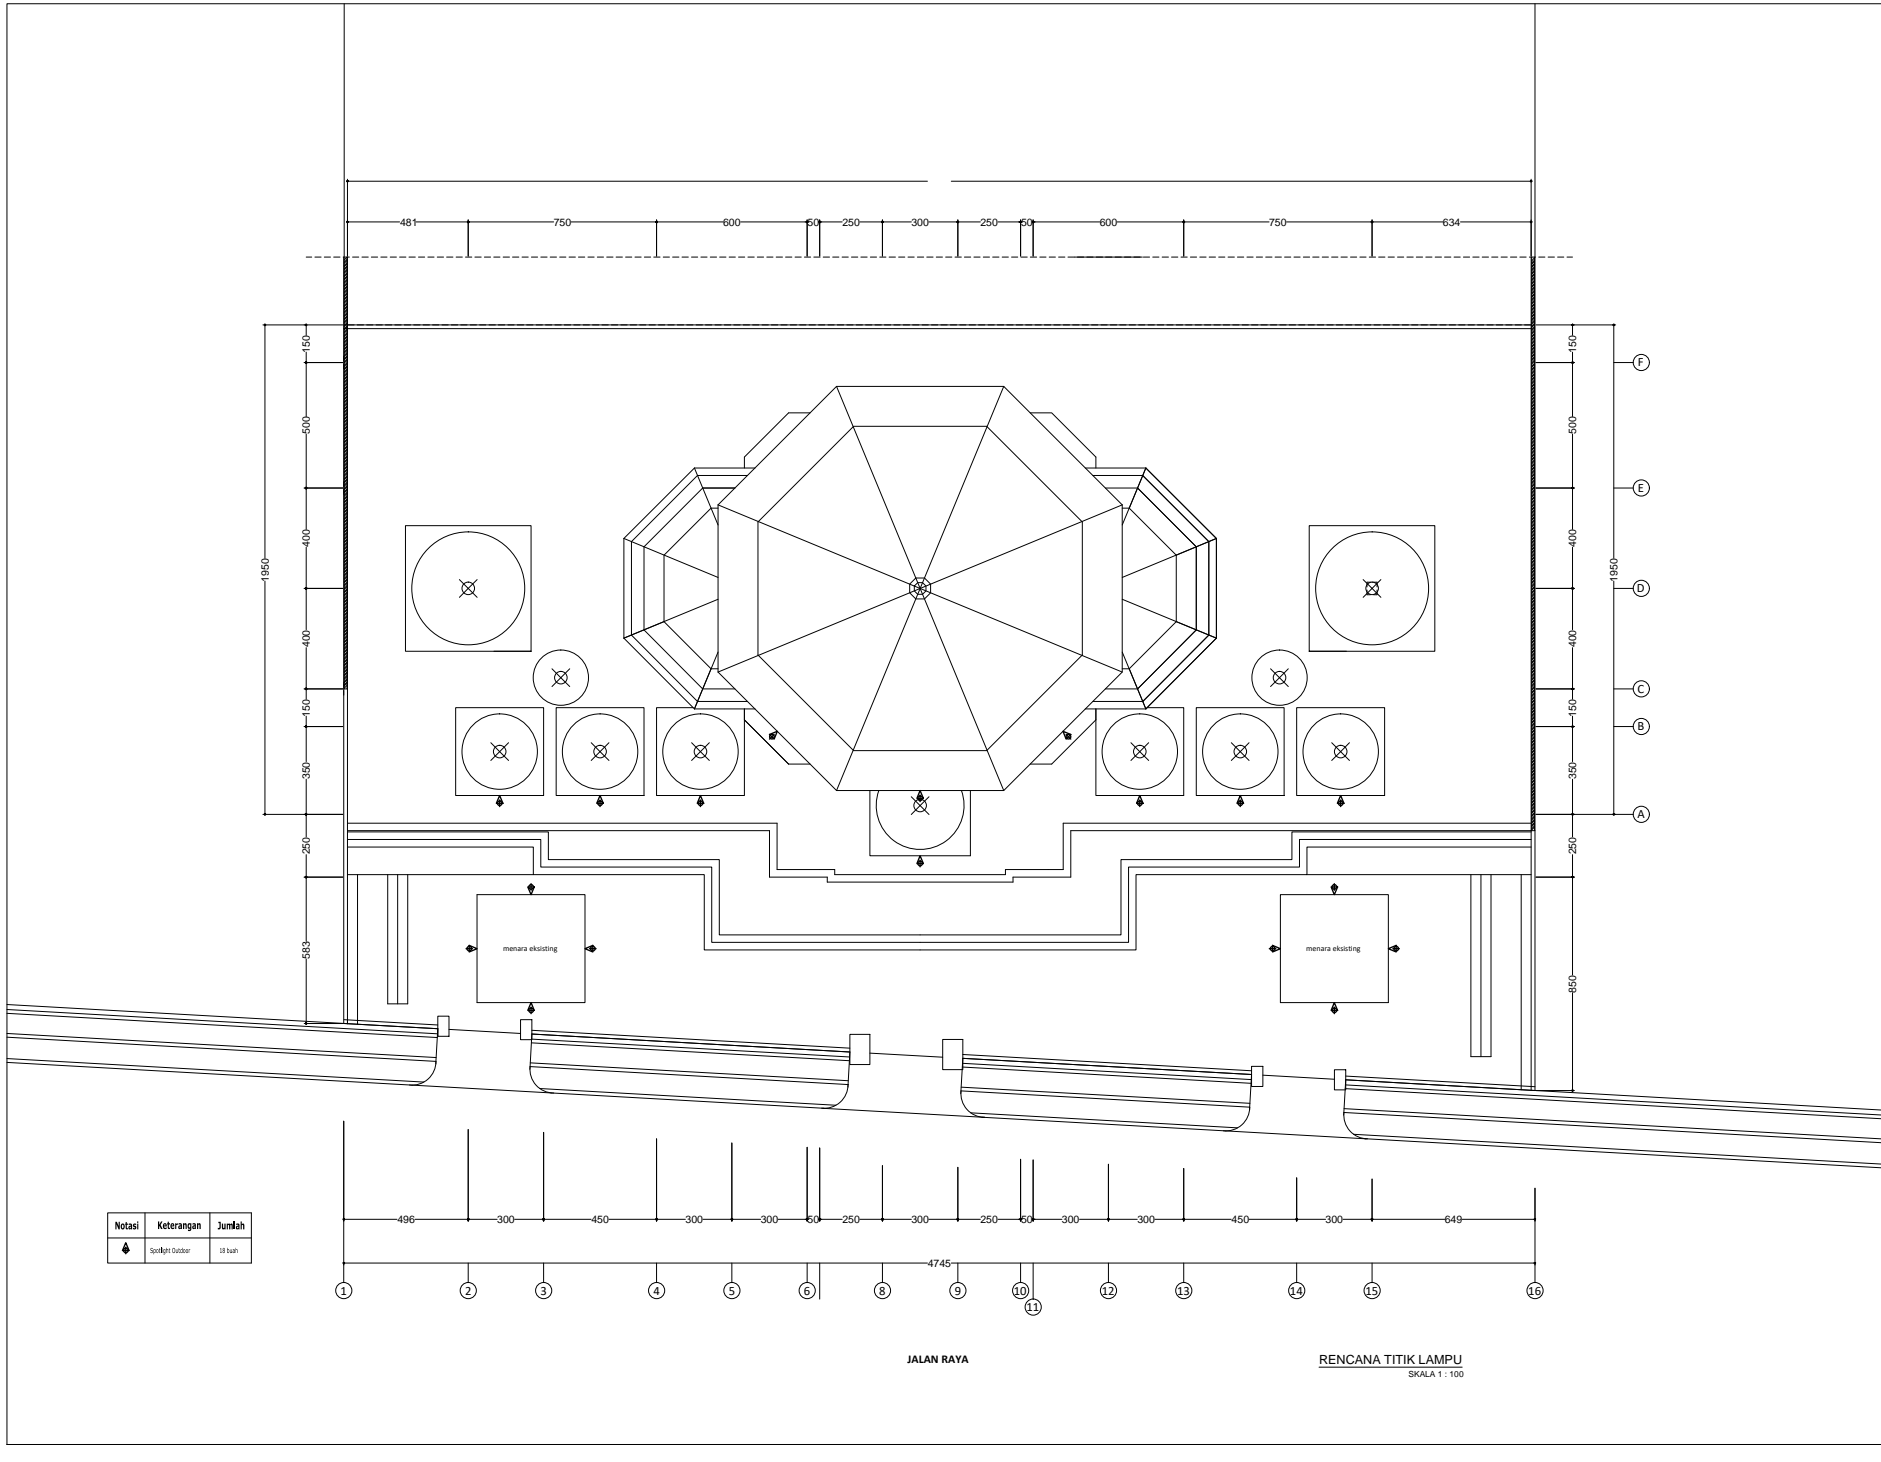 481 750 600 50 250 300 250 50 600 750 634
150 150
F
500 500
E
400 400
1950 1950
D
400 400
C
150 150
B
350 350
A
250 250
menara eksisting menara eksisting
583 850
496 300 450 300 300 50 250 300 250 50 300 300 450 300 649
Notasi Keterangan Jumlah
Spotlight Outdoor 18 buah
4745
1 2 3 4 5 6 8 9 10 12 13 14 15 16
11
JALAN RAYA
RENCANA TITIK LAMPU
SKALA 1 : 100